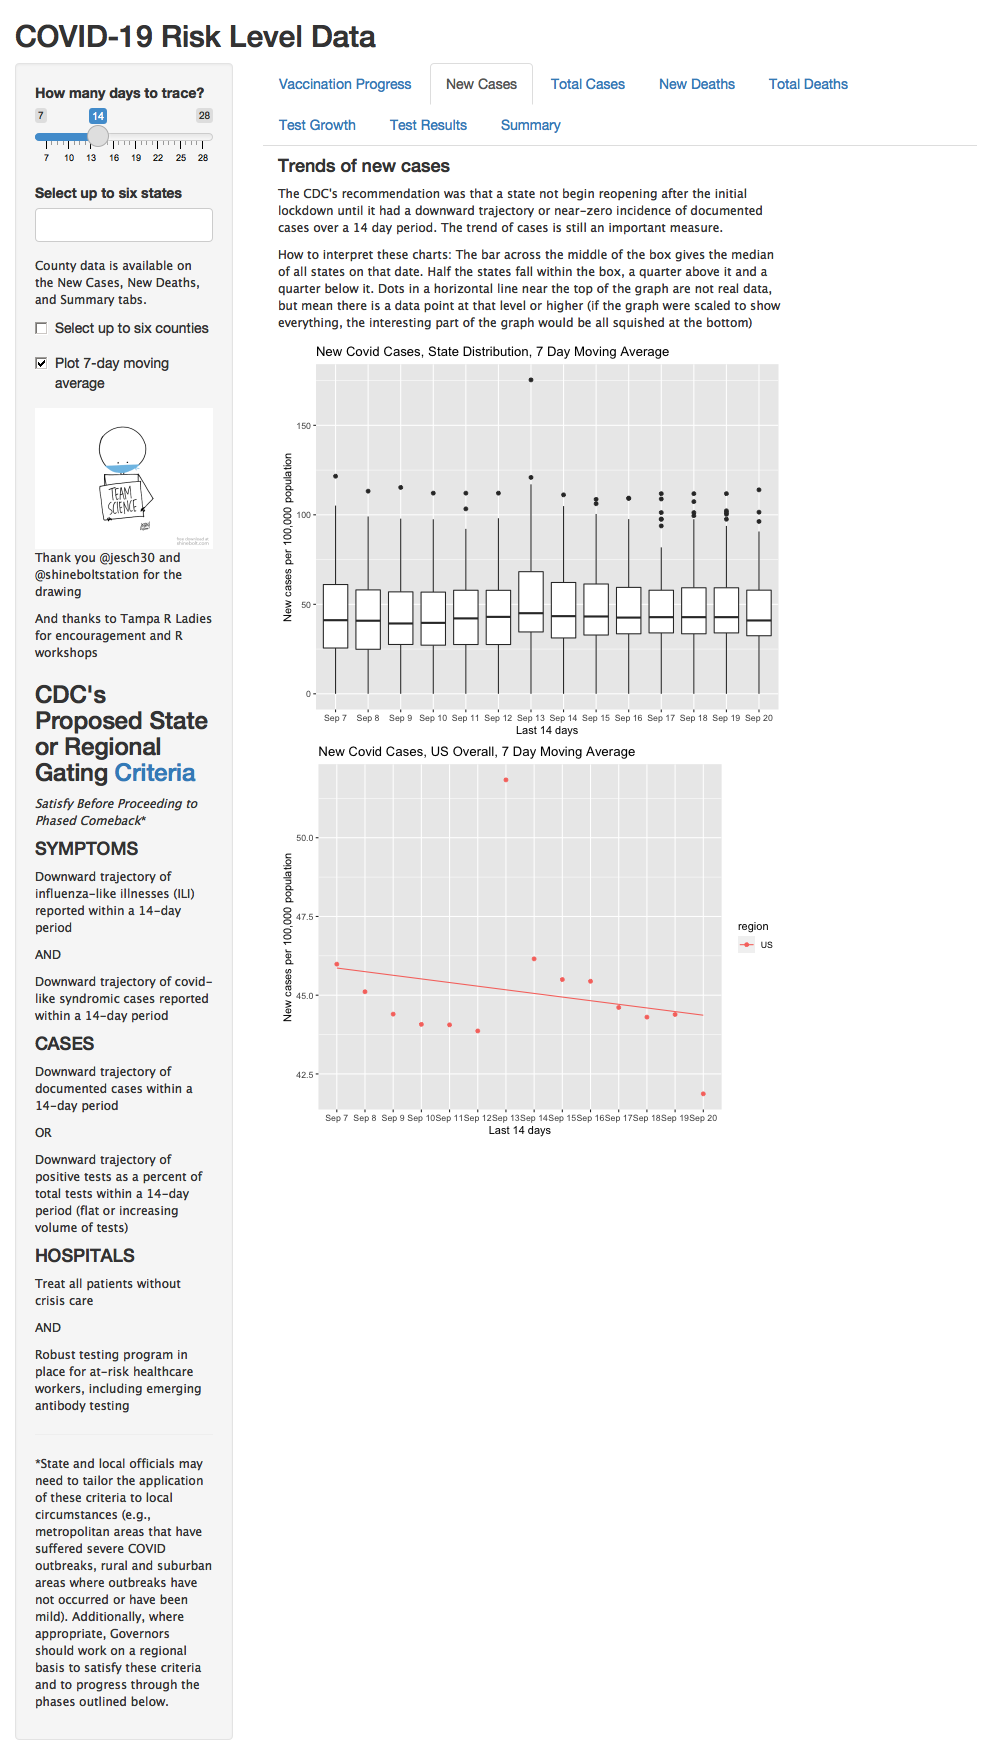 COVID-19 Risk Level Data
How many days to trace?
7 14 28
7 10 13 16 19 22 25 28
Select up to six states
County data is available on
the New Cases, New Deaths,
and Summary tabs.
Select up to six counties
Plot 7-day moving
average
TEAM
SCIENCE
Thank you @jesch30 and
@shineboltstation for the
drawing
And thanks to Tampa R Ladies
for encouragement and R
workshops
CDC's
Proposed State
or Regional
Gating Criteria
Satisfy Before Proceeding to
Phased Comeback*
SYMPTOMS
Downward trajectory of
influenza-like illnesses (ILI)
reported within a 14-day
period
AND
Downward trajectory of covid-
like syndromic cases reported
within a 14-day period
CASES
Downward trajectory of
documented cases within a
14-day period
OR
Downward trajectory of
positive tests as a percent of
total tests within a 14-day
period (flat or increasing
volume of tests)
HOSPITALS
Treat all patients without
crisis care
AND
Robust testing program in
place for at-risk healthcare
workers, including emerging
antibody testing
*State and local officials may
need to tailor the application
of these criteria to local
circumstances (e.g.,
metropolitan areas that have
suffered severe COVID
outbreaks, rural and suburban
areas where outbreaks have
not occurred or have been
mild). Additionally, where
appropriate, Governors
should work on a regional
basis to satisfy these criteria
and to progress through the
phases outlined below.
Vaccination Progress New Cases Total Cases New Deaths Total Deaths
Test Growth Test Results Summary
Trends of new cases
The CDC's recommendation was that a state not begin reopening after the initial
lockdown until it had a downward trajectory or near-zero incidence of documented
cases over a 14 day period. The trend of cases is still an important measure.
How to interpret these charts: The bar across the middle of the box gives the median
of all states on that date. Half the states fall within the box, a quarter above it and a
quarter below it. Dots in a horizontal line near the top of the graph are not real data,
but mean there is a data point at that level or higher (if the graph were scaled to show
everything, the interesting part of the graph would be all squished at the bottom)
New Covid Cases, State Distribution, 7 Day Moving Average
New cases per 100,000 population
150
100
50
0
Sep 7 Sep 8 Sep 9 Sep 10 Sep 11 Sep 12 Sep 13 Sep 14 Sep 15 Sep 16 Sep 17 Sep 18 Sep 19 Sep 20
Last 14 days
New Covid Cases, US Overall, 7 Day Moving Average
New cases per 100,000 population
50.0
47.5
45.0
42.5
region
US
Sep 7 Sep 8 Sep 9 Sep 10 Sep 11 Sep 12 Sep 13 Sep 14 Sep 15 Sep 16 Sep 17 Sep 18 Sep 19 Sep 20
Last 14 days